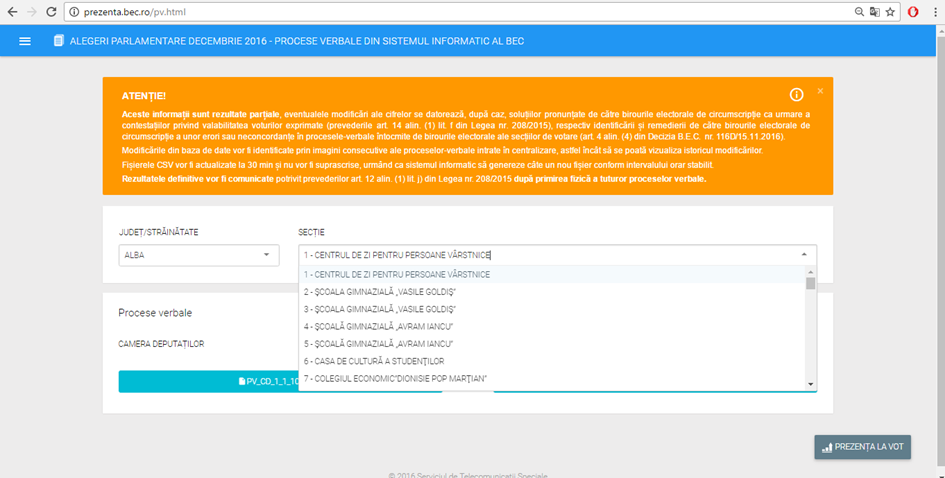 prezenta.bec.ro/pv.html
ALEGERI PARLAMENTARE DECEMBRIE 2016 - PROCESE VERBALE DIN SISTEMUL INFORMATIC AL BEC
ATENȚIE!
Aceste informații sunt rezultate parțiale, eventualele modificări ale cifrelor se datorează, după caz, soluțiilor pronunțate de către birourile electorale de circumscripție ca urmare a
contestațiilor privind valabilitatea voturilor exprimate (prevederile art. 14 alin. (1) lit. f din Legea nr. 208/2015), respectiv identificării și remedierii de către birourile electorale de
circumscripție a unor erori sau neconcordanțe în procesele-verbale întocmite de birourile electorale ale secțiilor de votare (art. 4 alin. (4) din Decizia B.E.C. nr. 116D/15.11.2016).
Modificările din baza de date vor fi identificate prin imagini consecutive ale proceselor-verbale intrate în centralizare, astfel încât să se poată vizualiza istoricul modificărilor.
Fișierele CSV vor fi actualizate la 30 min și nu vor fi suprascrise, urmând ca sistemul informatic să genereze câte un nou fișier conform intervalului orar stabilit.
Rezultatele definitive vor fi comunicate potrivit prevederilor art. 12 alin. (1) lit. j) din Legea nr. 208/2015 după primirea fizică a tuturor proceselor verbale.
JUDEȚ/STRĂINĂTATE
SECȚIE
ALBA
1 - CENTRUL DE ZI PENTRU PERSOANE VÂRSTNICE
1 - CENTRUL DE ZI PENTRU PERSOANE VÂRSTNICE
2 - ŞCOALA GIMNAZIALĂ „VASILE GOLDIŞ"
3 - ŞCOALA GIMNAZIALĂ „VASILE GOLDIŞ"
4 - ŞCOALĂ GIMNAZIALĂ „AVRAM IANCU"
5 - ŞCOALĂ GIMNAZIALĂ „AVRAM IANCU"
6 - CASA DE CULTURĂ A STUDENŢILOR
7 - COLEGIUL ECONOMIC"DIONISIE POP MARŢIAN"
Procese verbale
CAMERA DEPUTAȚILOR
PV_CD_1_1_10
PREZENȚA LA VOT
© 2016 Serviciul de Telecomunicații Speciale